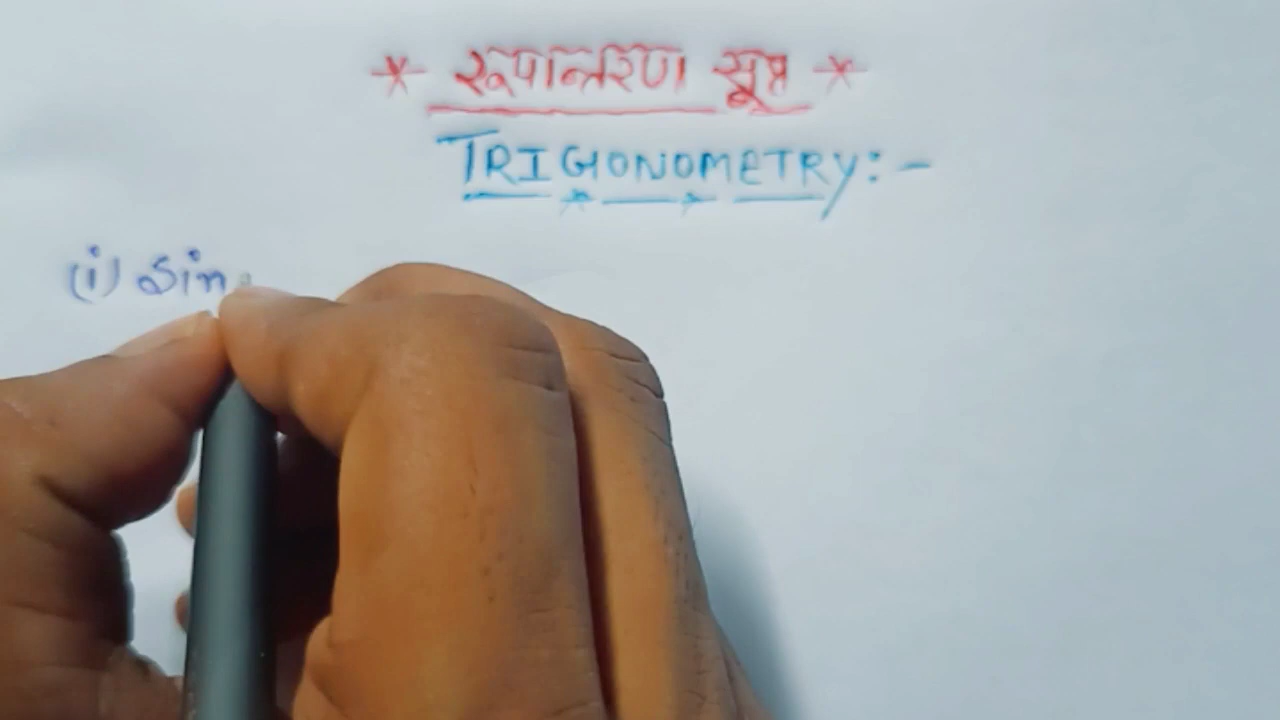 * रूपान्तरण सूत्र *
TRIGONOMETRY: -
(i) Sin